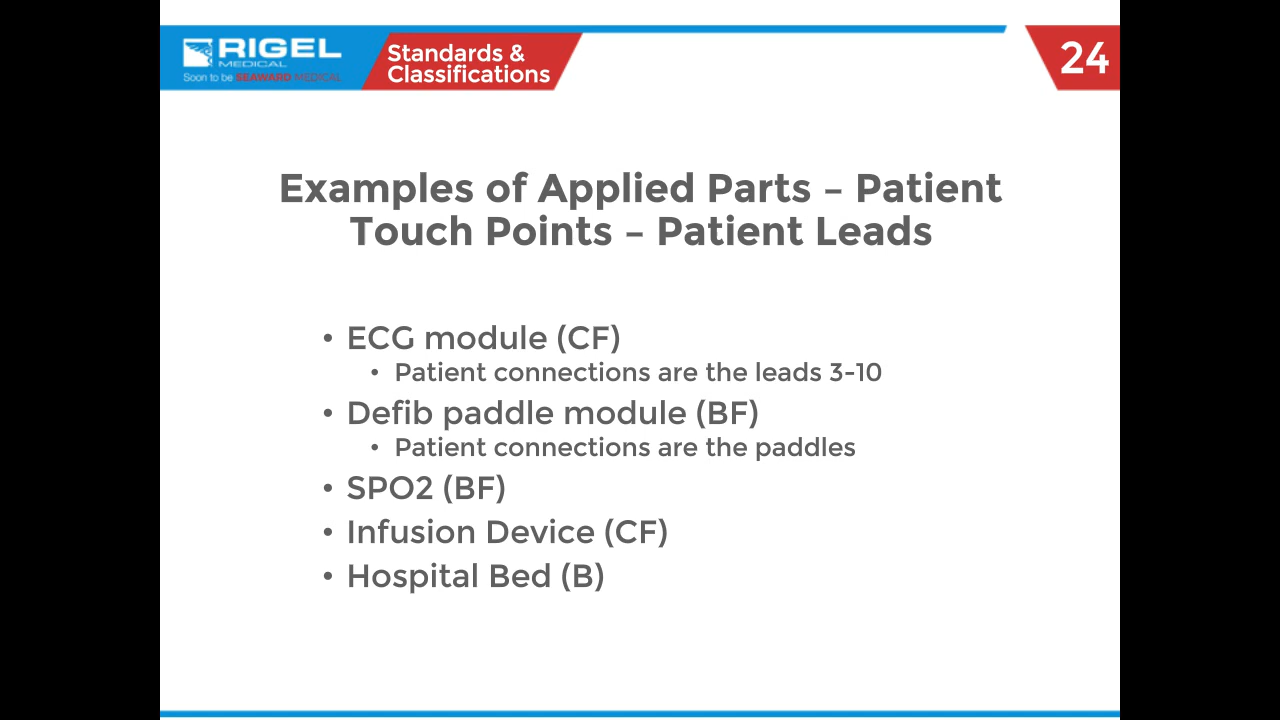 RIGEL
MEDICAL
Soon to be SEAWARD MEDICAL
Standards &
Classifications
24
Examples of Applied Parts – Patient
Touch Points – Patient Leads
• ECG module (CF)
• Patient connections are the leads 3-10
• Defib paddle module (BF)
• Patient connections are the paddles
• SPO2 (BF)
• Infusion Device (CF)
• Hospital Bed (B)